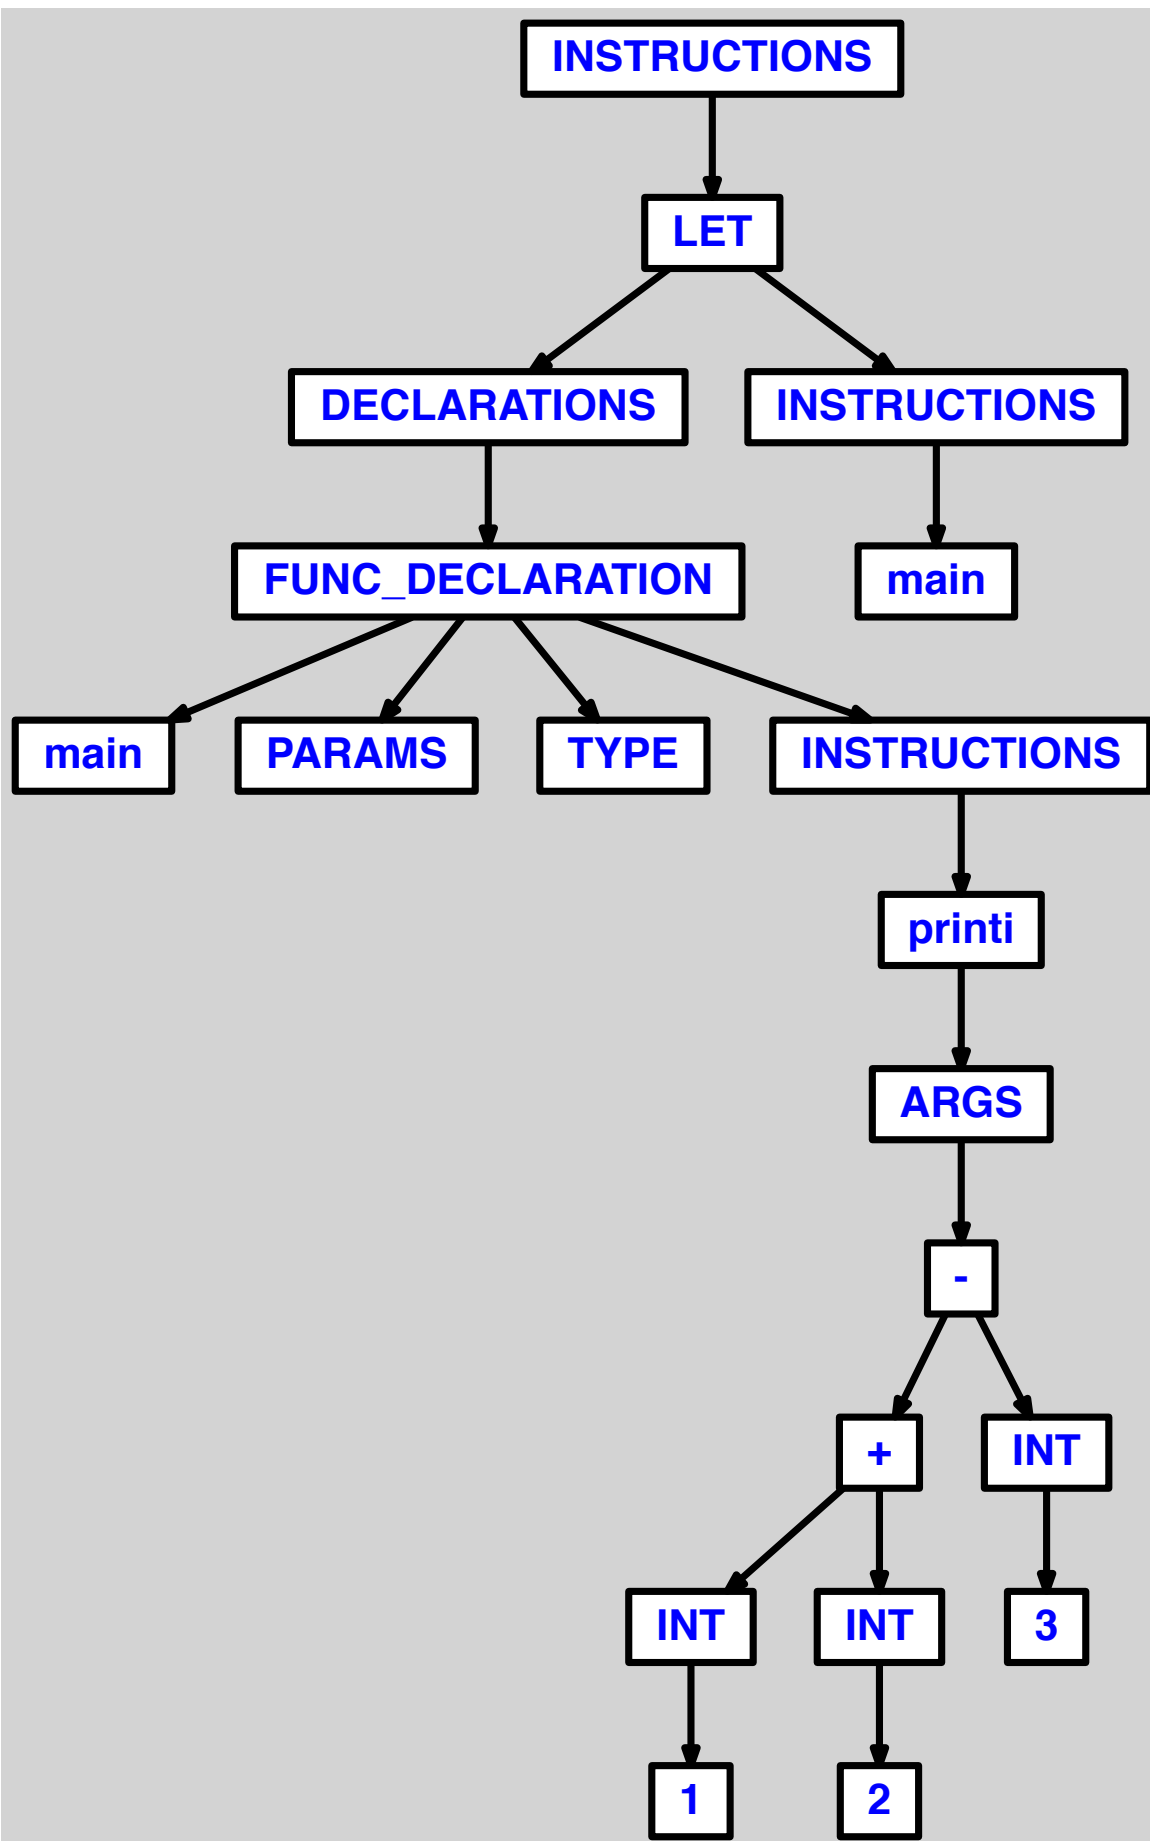 INSTRUCTIONS
LET
DECLARATIONS
INSTRUCTIONS
FUNC_DECLARATION
main
main
PARAMS
TYPE
INSTRUCTIONS
printi
ARGS
-
+
INT
INT
INT
3
1
2